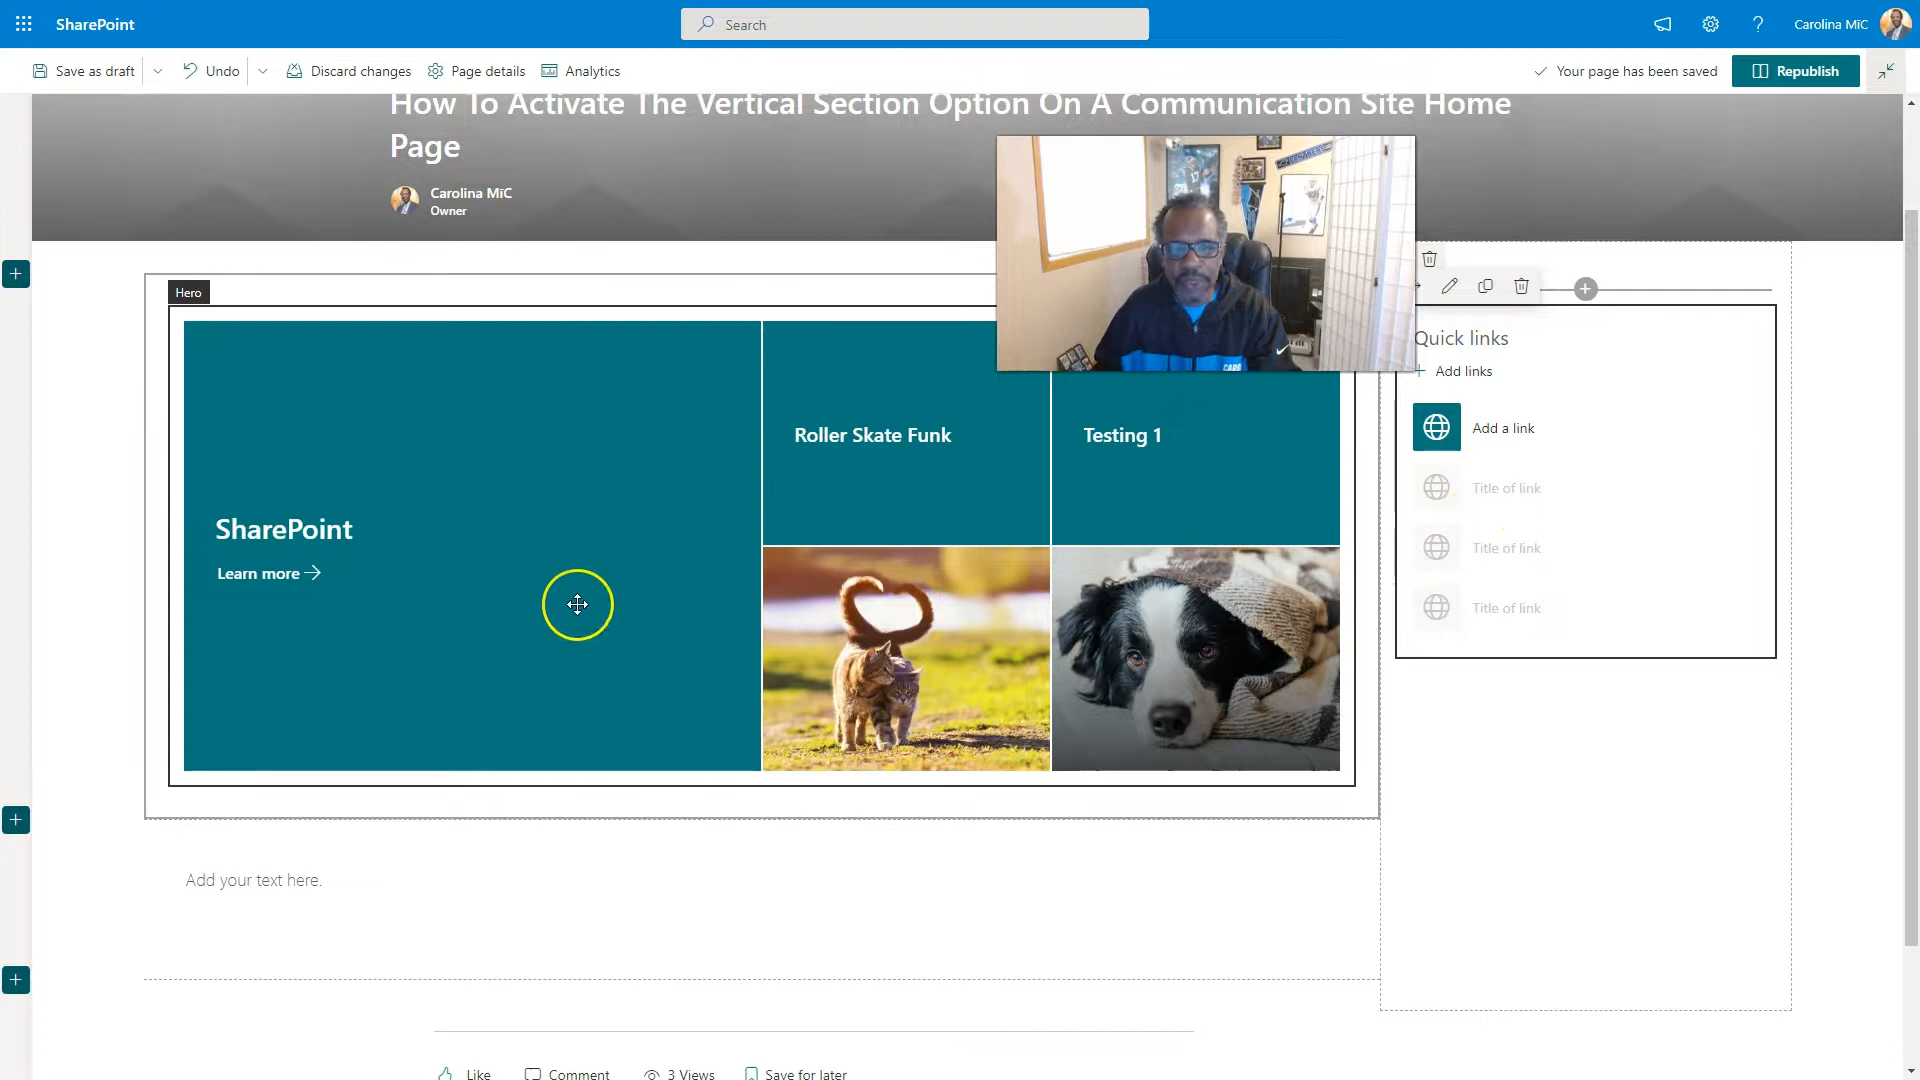 SharePoint
Search
Carolina MīC
Save as draft
Undo
Discard changes
Page details
Analytics
Your page has been saved
Republish
How To Activate The Vertical Section Option On A Communication Site Home
Page
Carolina MīC
Owner
Hero
SharePoint
Learn more
Roller Skate Funk
Testing 1
Quick links
Add links
Add a link
Title of link
Title of link
Title of link
Add your text here.
Like
Comment
3 Views
Save for later